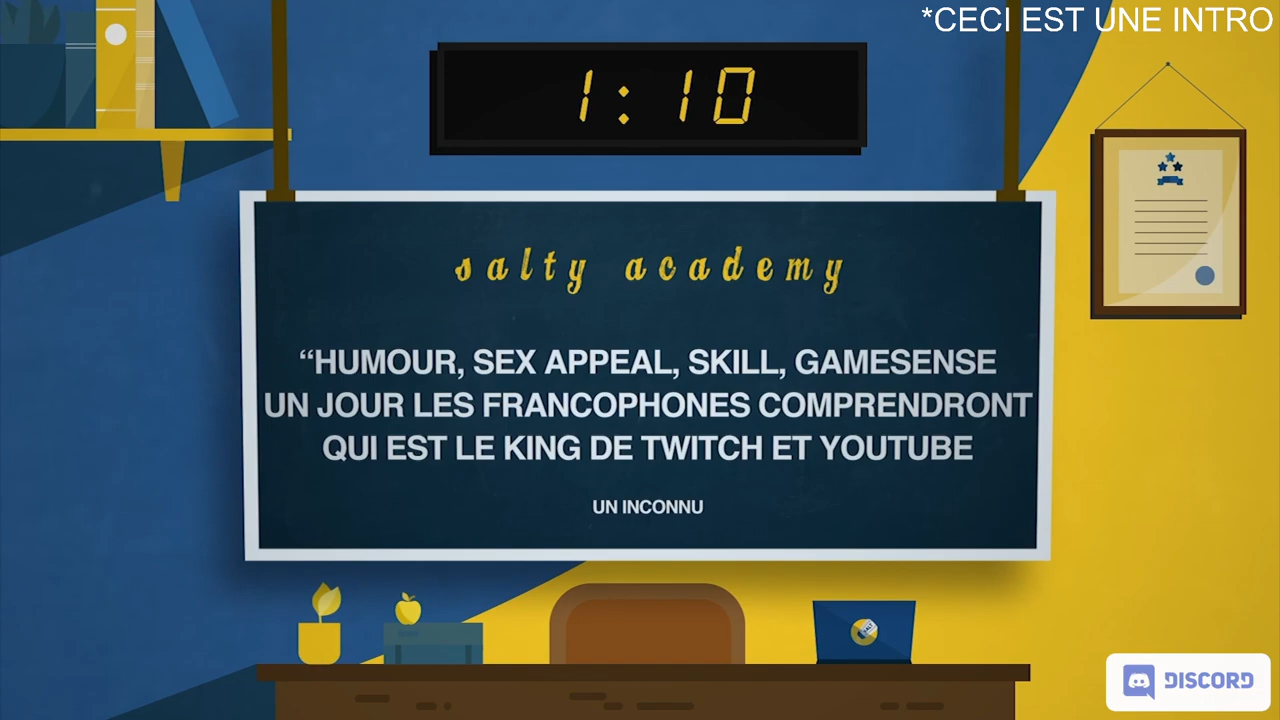 *CECI EST UNE INTRO
1:10
salty academy
“HUMOUR, SEX APPEAL, SKILL, GAMESENSE
UN JOUR LES FRANCOPHONES COMPRENDRONT
QUI EST LE KING DE TWITCH ET YOUTUBE
UN INCONNU
DISCORD